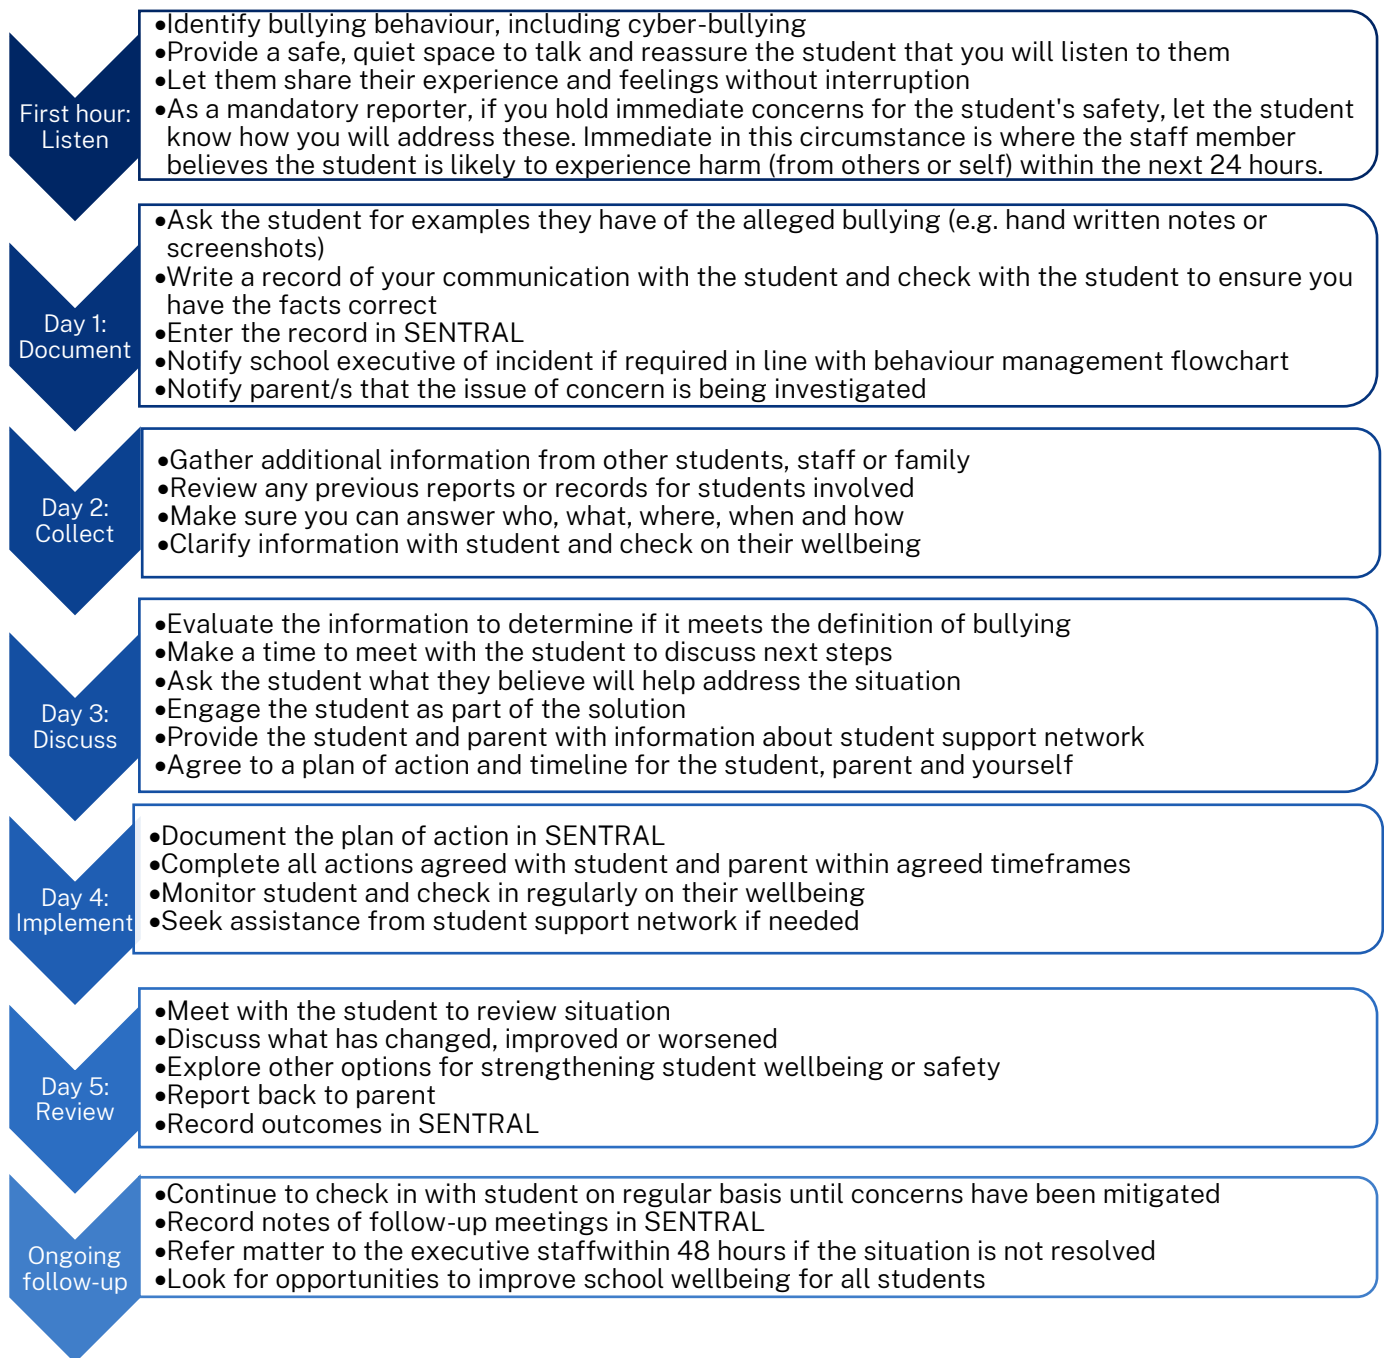 First hour:
Listen
•Identify bullying behaviour, including cyber-bullying
•Provide a safe, quiet space to talk and reassure the student that you will listen to them
•Let them share their experience and feelings without interruption
•As a mandatory reporter, if you hold immediate concerns for the student's safety, let the student
know how you will address these. Immediate in this circumstance is where the staff member
believes the student is likely to experience harm (from others or self) within the next 24 hours.
Day 1:
Document
•Ask the student for examples they have of the alleged bullying (e.g. hand written notes or
screenshots)
•Write a record of your communication with the student and check with the student to ensure you
have the facts correct
•Enter the record in SENTRAL
•Notify school executive of incident if required in line with behaviour management flowchart
•Notify parent/s that the issue of concern is being investigated
Day 2:
Collect
•Gather additional information from other students, staff or family
•Review any previous reports or records for students involved
•Make sure you can answer who, what, where, when and how
•Clarify information with student and check on their wellbeing
Day 3:
Discuss
•Evaluate the information to determine if it meets the definition of bullying
•Make a time to meet with the student to discuss next steps
•Ask the student what they believe will help address the situation
•Engage the student as part of the solution
•Provide the student and parent with information about student support network
•Agree to a plan of action and timeline for the student, parent and yourself
Day 4:
Implement
•Document the plan of action in SENTRAL
•Complete all actions agreed with student and parent within agreed timeframes
•Monitor student and check in regularly on their wellbeing
•Seek assistance from student support network if needed
Day 5:
Review
•Meet with the student to review situation
•Discuss what has changed, improved or worsened
•Explore other options for strengthening student wellbeing or safety
•Report back to parent
•Record outcomes in SENTRAL
Ongoing
follow-up
•Continue to check in with student on regular basis until concerns have been mitigated
•Record notes of follow-up meetings in SENTRAL
•Refer matter to the executive staffwithin 48 hours if the situation is not resolved
•Look for opportunities to improve school wellbeing for all students